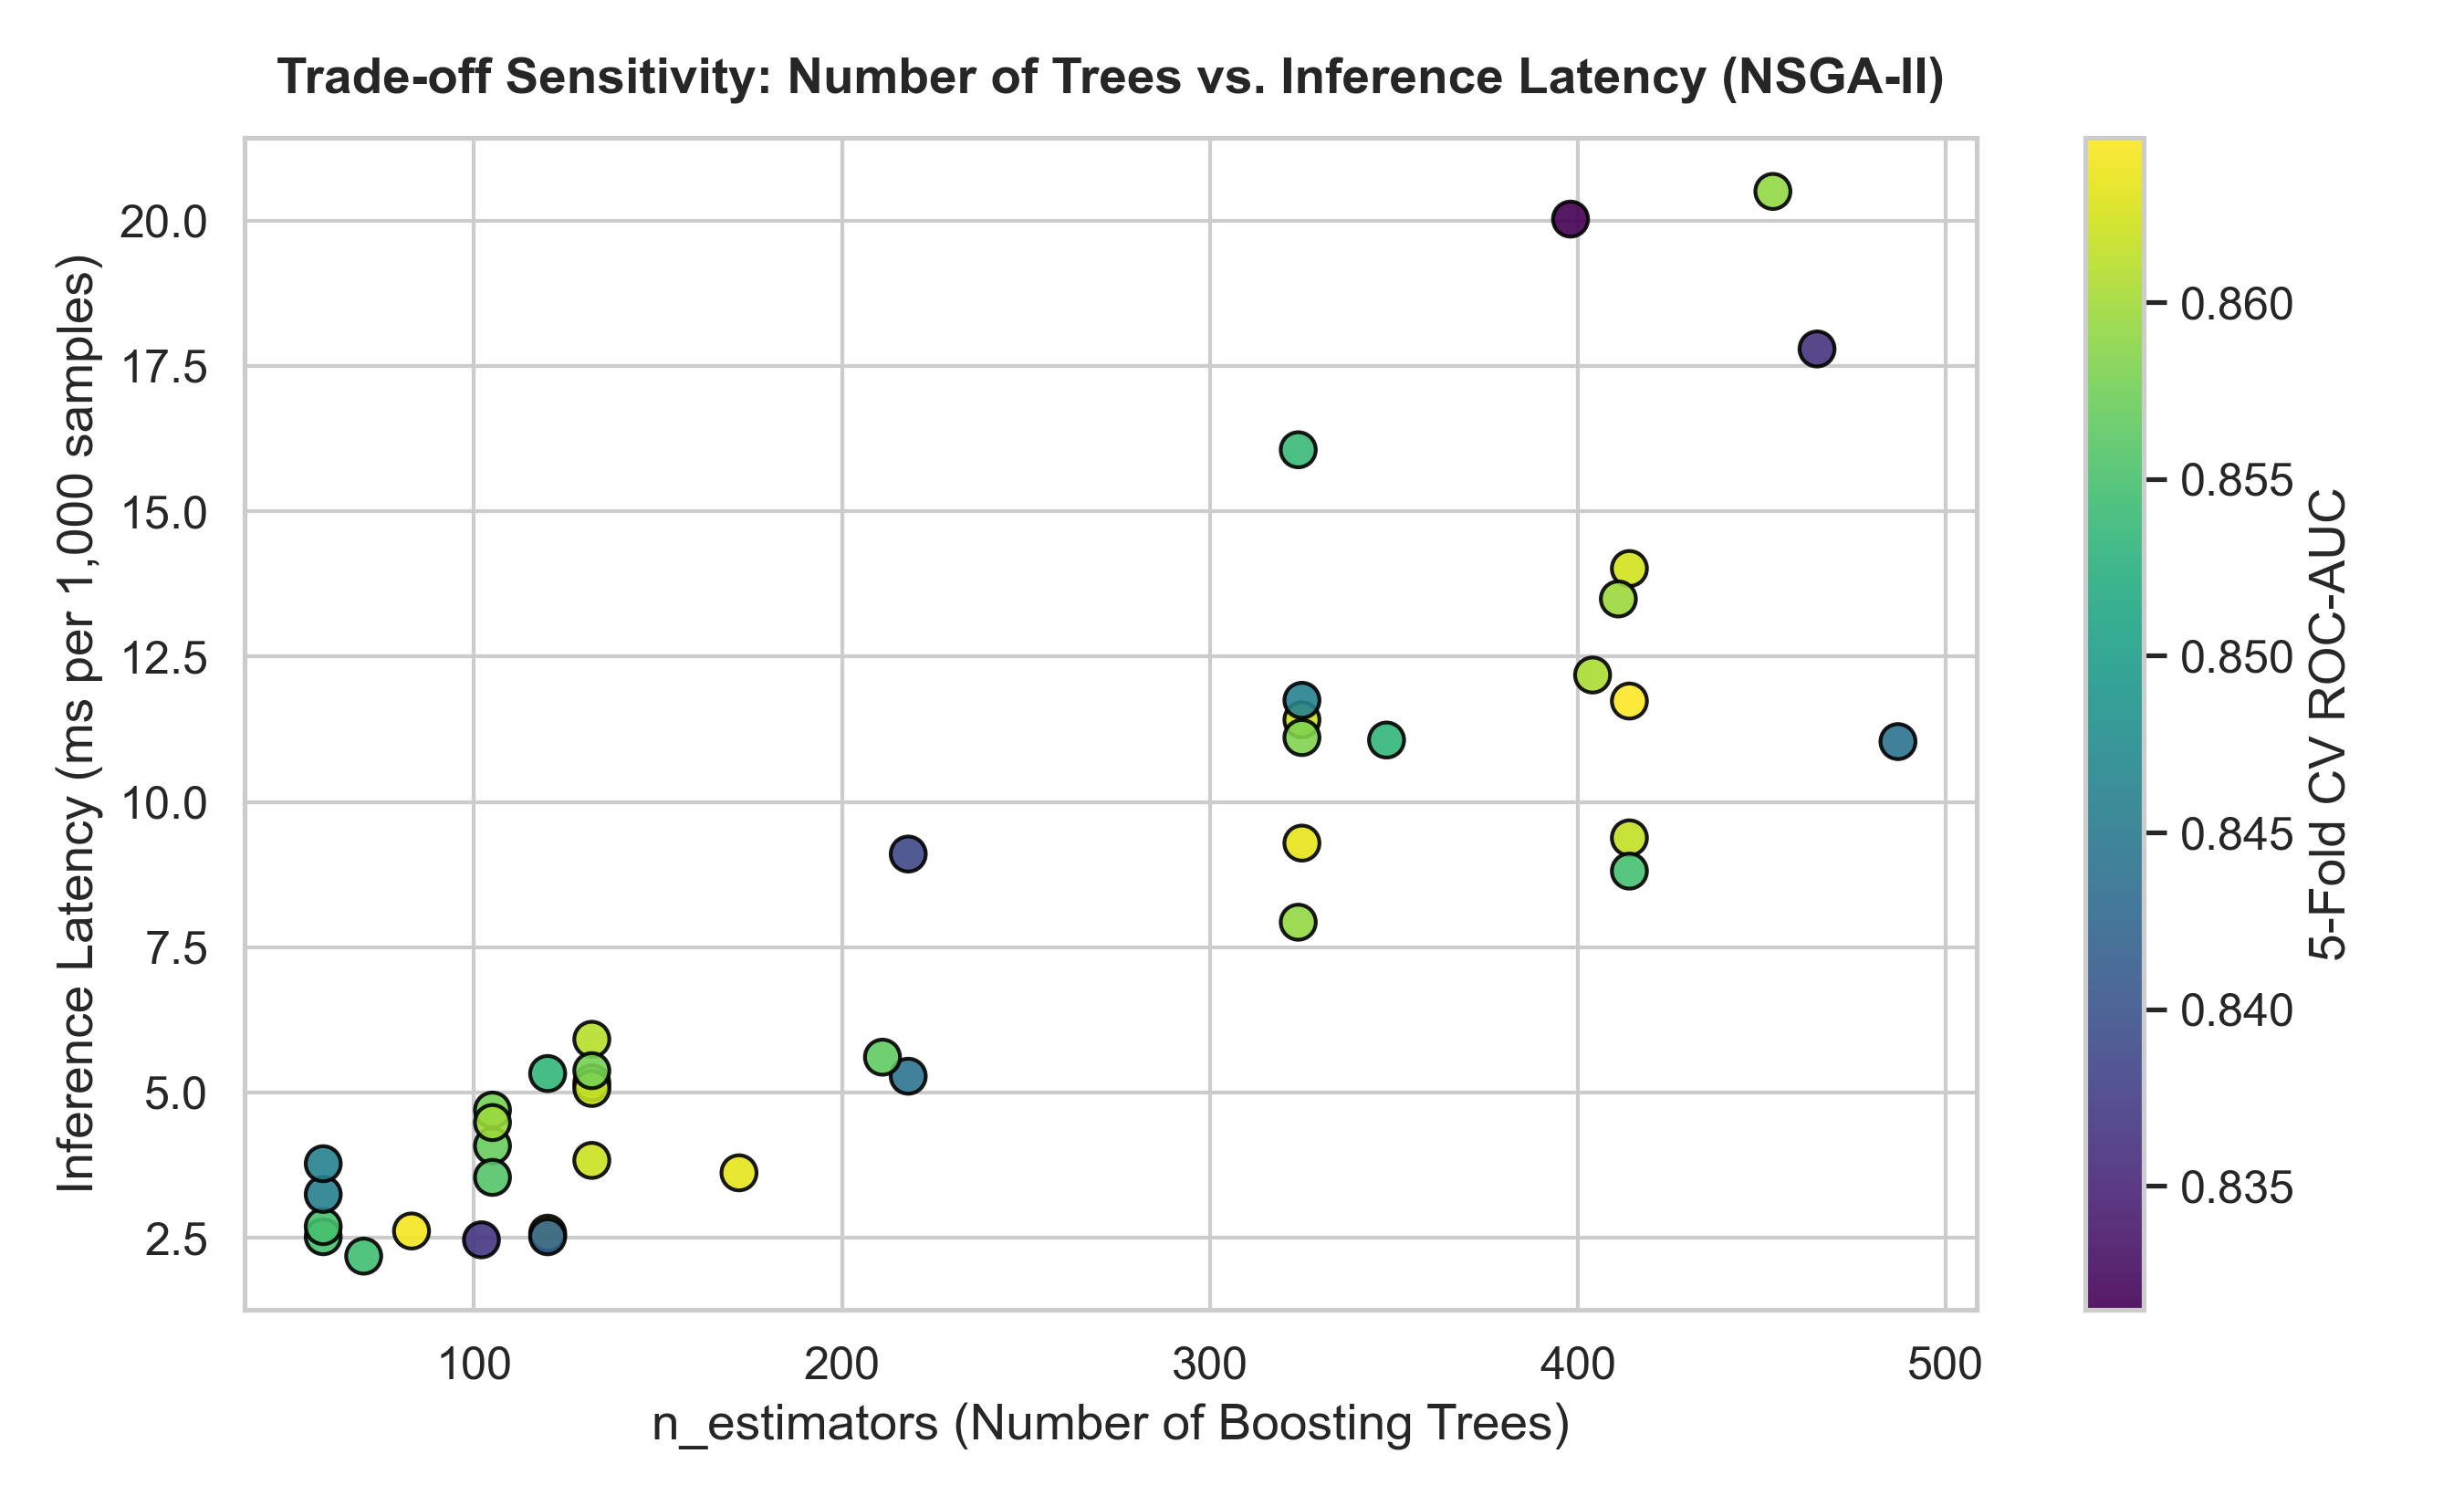 Trade-off Sensitivity: Number of Trees vs. Inference Latency (NSGA-II)
Inference Latency (ms per 1,000 samples)
20.0
17.5
15.0
12.5
10.0
7.5
5.0
2.5
100 200 300 400 500
n_estimators (Number of Boosting Trees)
0.860
0.855
0.850
0.845
0.840
0.835
5-Fold CV ROC-AUC